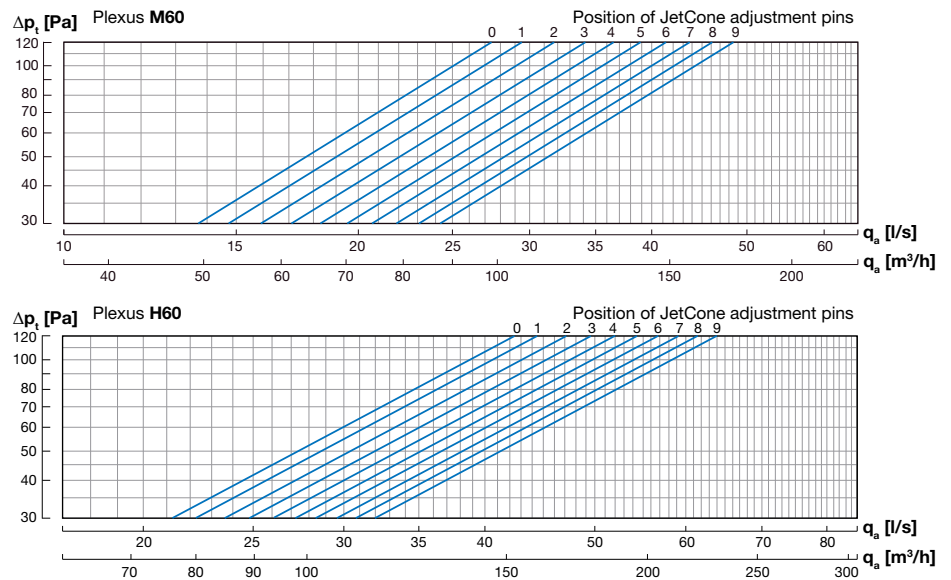 Δpt [Pa] Plexus M60 Position of JetCone adjustment pins
0 1 2 3 4 5 6 7 8 9
120
100
80
70
60
50
40
30
10 15 20 25 30 35 40 50 60 qa [l/s]
40 50 60 70 80 100 150 200 qa [m³/h]
Δpt [Pa] Plexus H60 Position of JetCone adjustment pins
0 1 2 3 4 5 6 7 8 9
120
100
80
70
60
50
40
30
20 25 30 35 40 50 60 70 80 qa [l/s]
70 80 90 100 150 200 250 300 qa [m³/h]